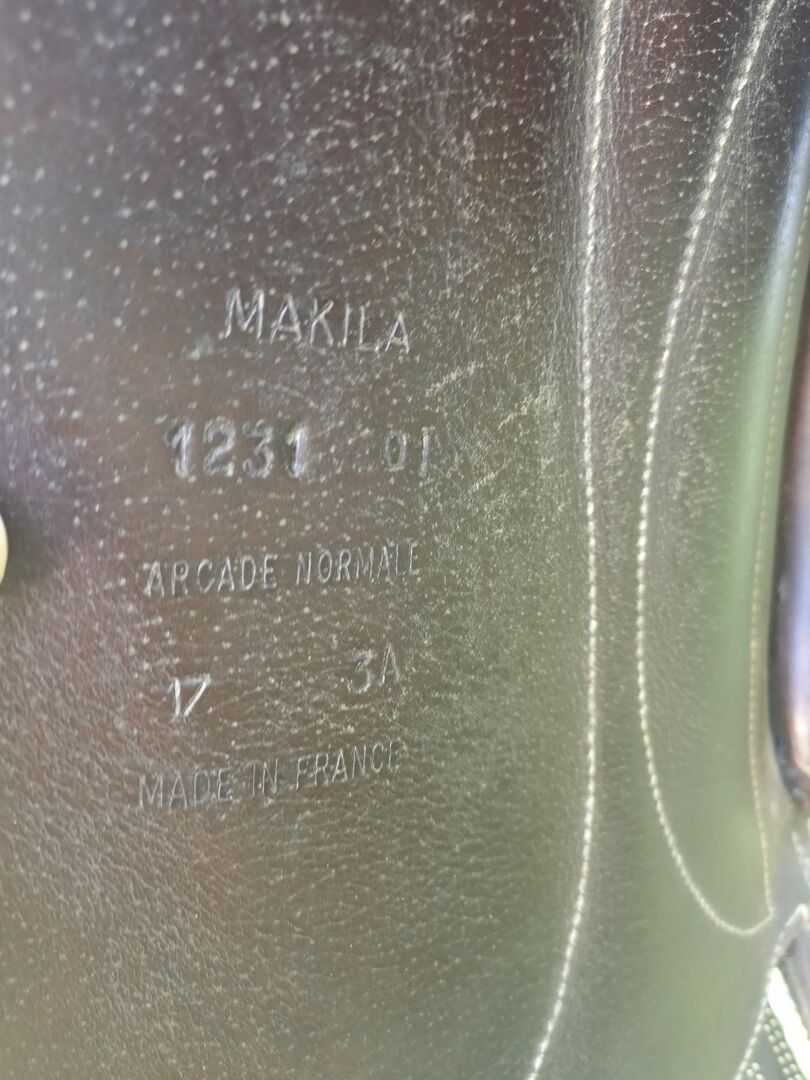 MAKILA
1231 01
ARCADE NORMALE
17 3A
MADE IN FRANCE